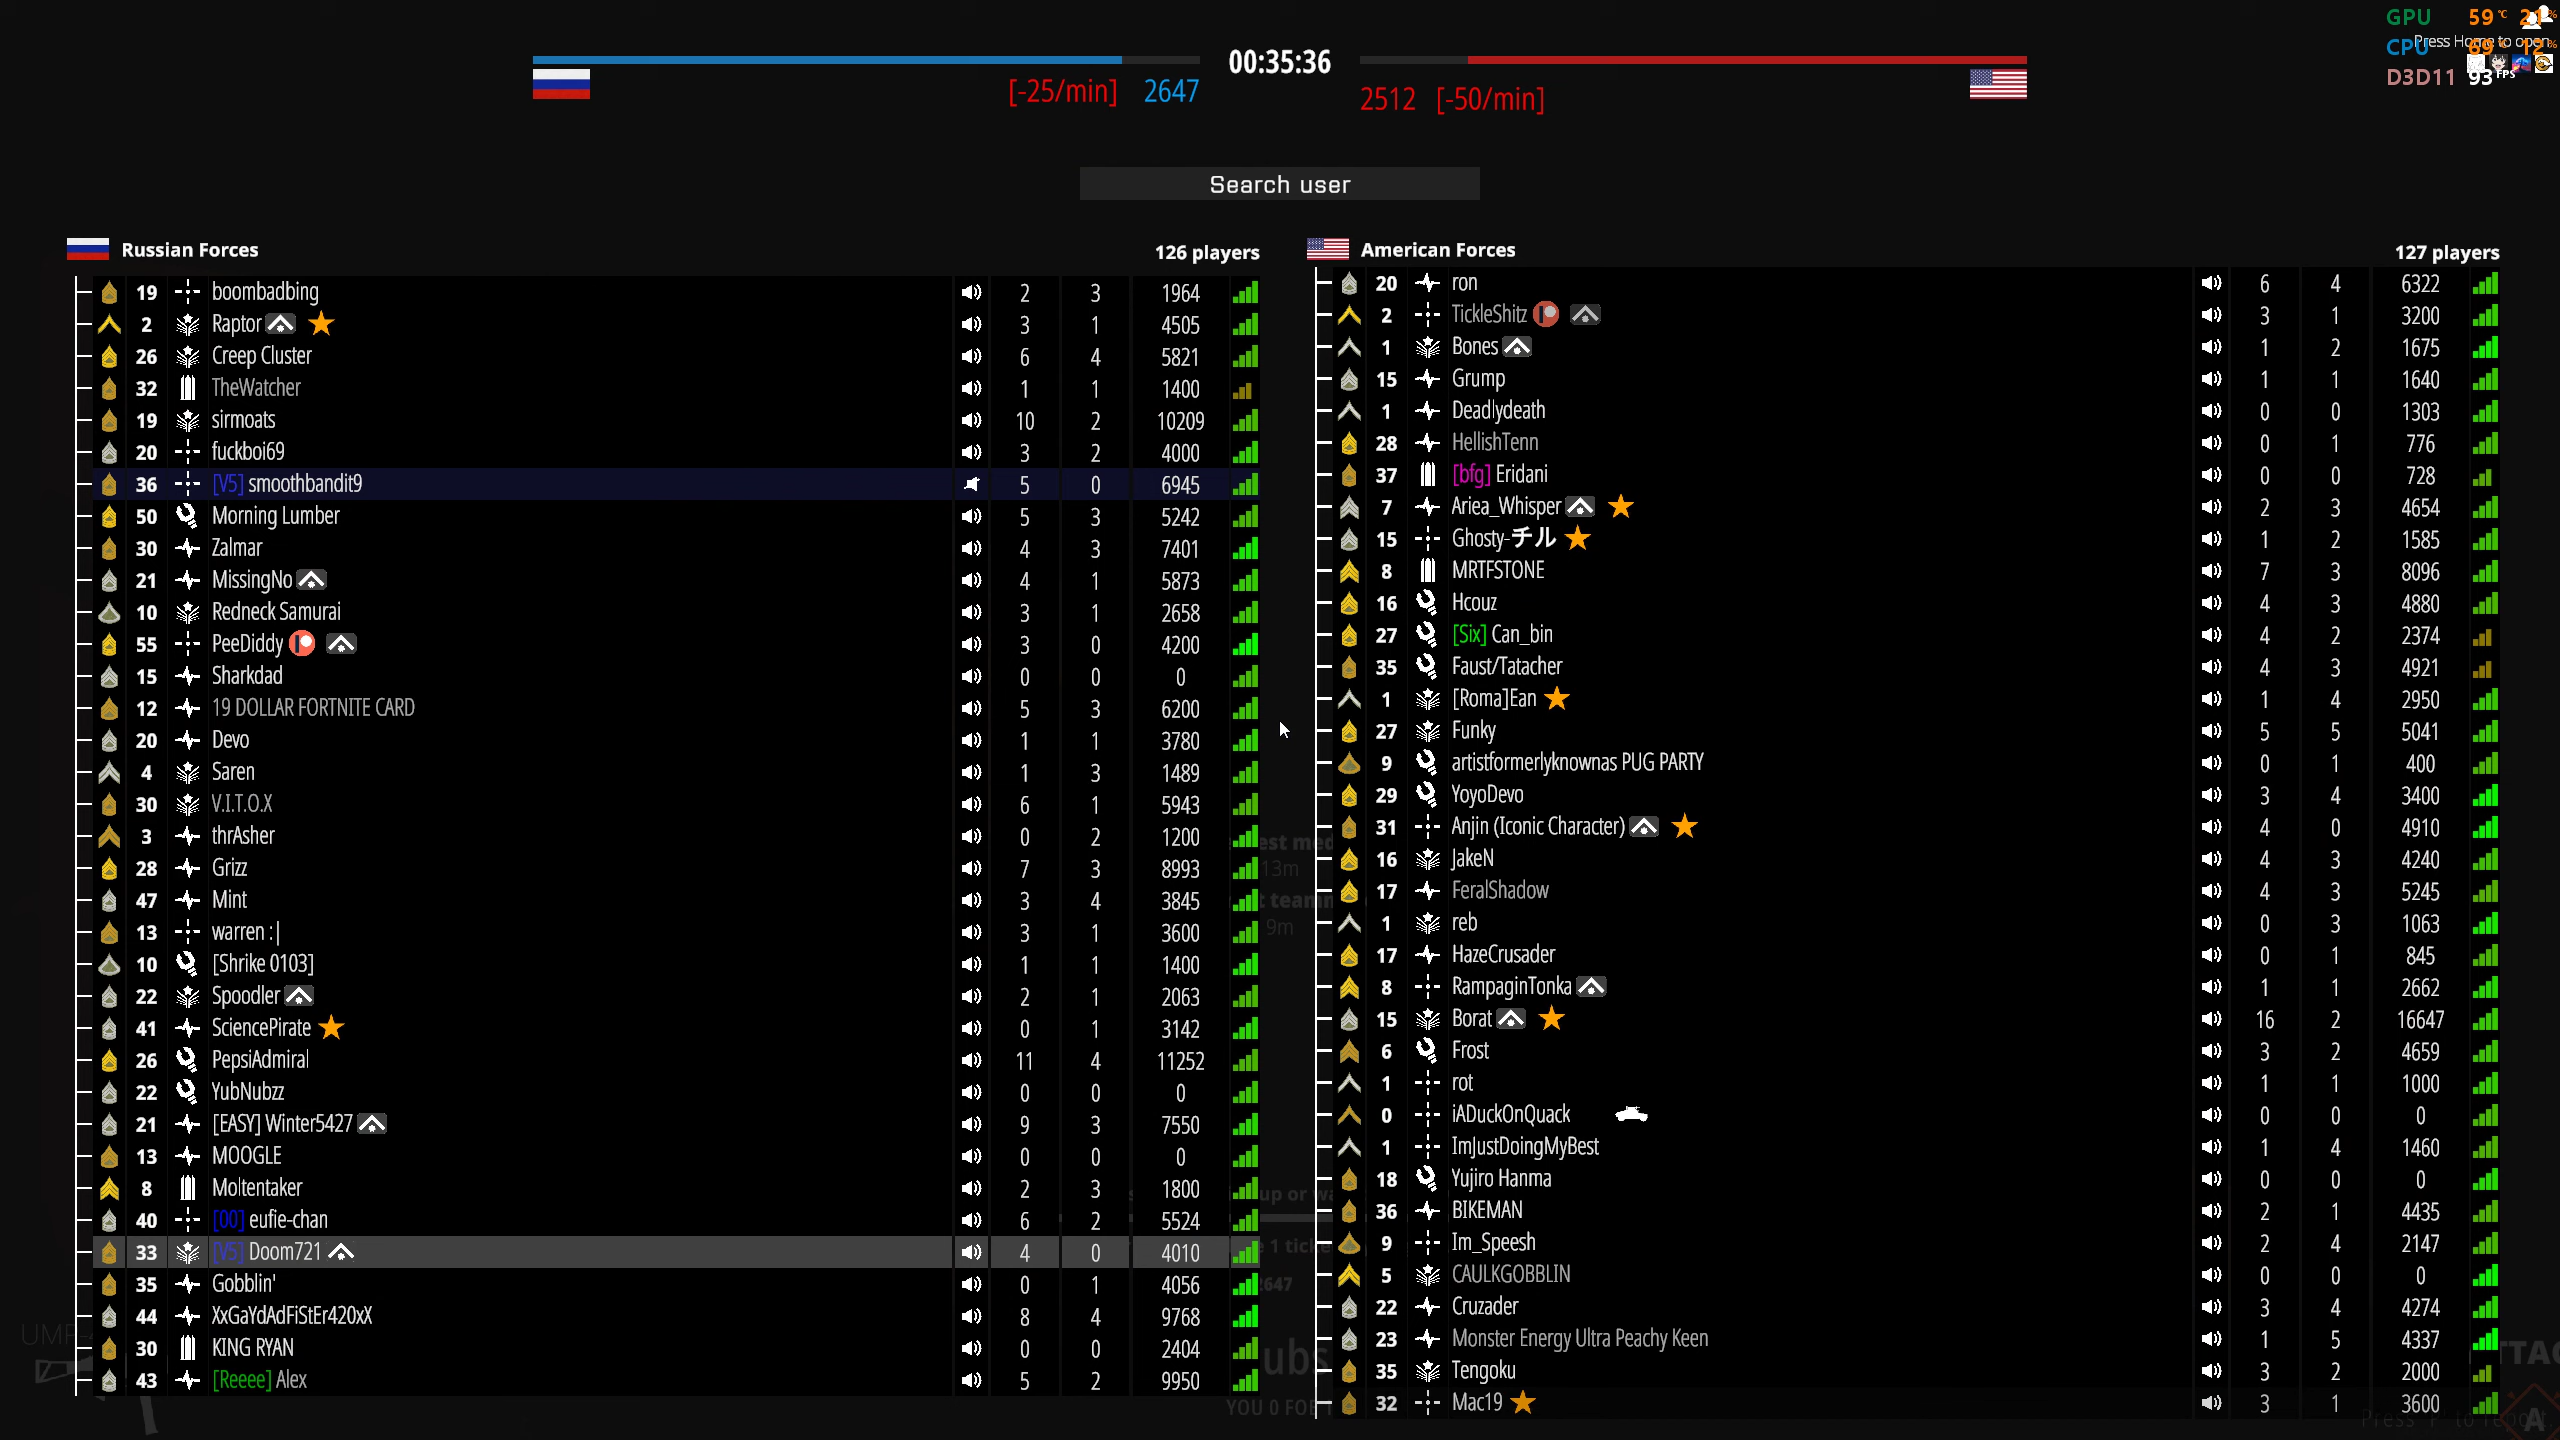 GPU 59 °C
Press Home to open
CPU 69 12 %
D3D11 93 FPS
00:35:36
[-25/min] 2647
2512 [-50/min]
Search user
Russian Forces 126 players
19 boombadbing 2 3 1964
2 Raptor 3 1 4505
26 Creep Cluster 6 4 5821
32 TheWatcher 1 1 1400
19 sirmoats 10 2 10209
20 fuckboi69 3 2 4000
36 [V5] smoothbandit9 5 0 6945
50 Morning Lumber 5 3 5242
30 Zalmar 4 3 7401
21 MissingNo 4 1 5873
10 Redneck Samurai 3 1 2658
55 PeeDiddy 3 0 4200
15 Sharkdad 0 0 0
12 19 DOLLAR FORTNITE CARD 5 3 6200
20 Devo 1 1 3780
4 Saren 1 3 1489
30 V.I.T.O.X 6 1 5943
3 thrAsher 0 2 1200
28 Grizz 7 3 8993
47 Mint 3 4 3845
13 warren :| 3 1 3600
10 [Shrike 0103] 1 1 1400
22 Spoodler 2 1 2063
41 SciencePirate 0 1 3142
26 PepsiAdmiral 11 4 11252
22 YubNubzz 0 0 0
21 [EASY] Winter5427 9 3 7550
13 MOOGLE 0 0 0
8 Moltentaker 2 3 1800
40 [00] eufie-chan 6 2 5524
33 [V5] Doom721 4 0 4010
35 Gobblin' 0 1 4056
44 XxGaYdAdFiStEr420xX 8 4 9768
30 KING RYAN 0 0 2404
43 [Reeee] Alex 5 2 9950
American Forces 127 players
20 ron 6 4 6322
2 TickleShitz 3 1 3200
1 Bones 1 2 1675
15 Grump 1 1 1640
1 Deadlydeath 0 0 1303
28 HellishTenn 0 1 776
37 [bfg] Eridani 0 0 728
7 Ariea_Whisper 2 3 4654
15 Ghosty-チル 1 2 1585
8 MRTFSTONE 7 3 8096
16 Hcouz 4 3 4880
27 [Six] Can_bin 4 2 2374
35 Faust/Tatacher 4 3 4921
1 [Roma]Ean 1 4 2950
27 Funky 5 5 5041
9 artistformerlyknownas PUG PARTY 0 1 400
29 YoyoDevo 3 4 3400
31 Anjin (Iconic Character) 4 0 4910
16 JakeN 4 3 4240
17 FeralShadow 4 3 5245
1 reb 0 3 1063
17 HazeCrusader 0 1 845
8 RampaginTonka 1 1 2662
15 Borat 16 2 16647
6 Frost 3 2 4659
1 rot 1 1 1000
0 iADuckOnQuack 0 0 0
1 ImJustDoingMyBest 1 4 1460
18 Yujiro Hanma 0 0 0
36 BIKEMAN 2 1 4435
9 Im_Speesh 2 4 2147
5 CAULKGOBBLIN 0 0 0
22 Cruzader 3 4 4274
23 Monster Energy Ultra Peachy Keen 1 5 4337
35 Tengoku 3 2 2000
32 Mac19 3 1 3600
13m
9m
YOU 0
A